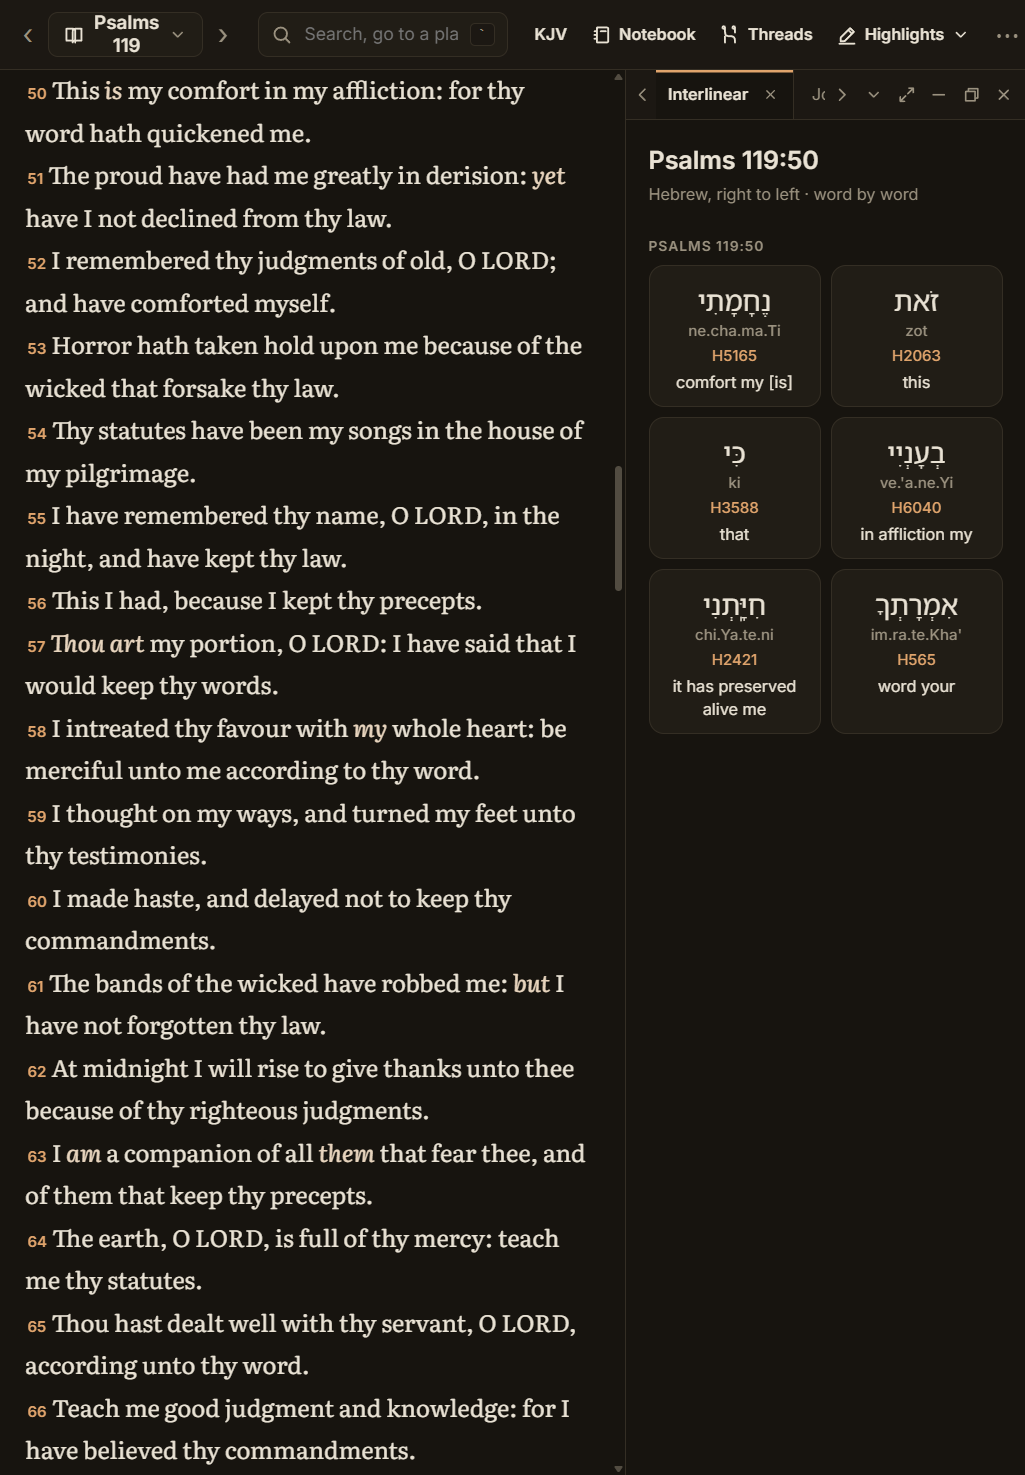 Psalms
119
Search, go to a pla
`
KJV
Notebook
Threads
Highlights
50 This is my comfort in my affliction: for thy
word hath quickened me.
51 The proud have had me greatly in derision: yet
have I not declined from thy law.
52 I remembered thy judgments of old, O LORD;
and have comforted myself.
53 Horror hath taken hold upon me because of the
wicked that forsake thy law.
54 Thy statutes have been my songs in the house of
my pilgrimage.
55 I have remembered thy name, O LORD, in the
night, and have kept thy law.
56 This I had, because I kept thy precepts.
57 Thou art my portion, O LORD: I have said that I
would keep thy words.
58 I intreated thy favour with my whole heart: be
merciful unto me according to thy word.
59 I thought on my ways, and turned my feet unto
thy testimonies.
60 I made haste, and delayed not to keep thy
commandments.
61 The bands of the wicked have robbed me: but I
have not forgotten thy law.
62 At midnight I will rise to give thanks unto thee
because of thy righteous judgments.
63 I am a companion of all them that fear thee, and
of them that keep thy precepts.
64 The earth, O LORD, is full of thy mercy: teach
me thy statutes.
65 Thou hast dealt well with thy servant, O LORD,
according unto thy word.
66 Teach me good judgment and knowledge: for I
have believed thy commandments.
Interlinear
Psalms 119:50
Hebrew, right to left · word by word
PSALMS 119:50
זֹאת
zot
H2063
this
נֶחָמָתִי
ne.cha.ma.Ti
H5165
comfort my [is]
בְעָנְיִי
ve.'a.ne.Yi
H6040
in affliction my
כִּי
ki
H3588
that
אִמְרָתְךָ
im.ra.te.Kha'
H565
word your
חִיָּתְנִי
chi.Ya.te.ni
H2421
it has preserved
alive me